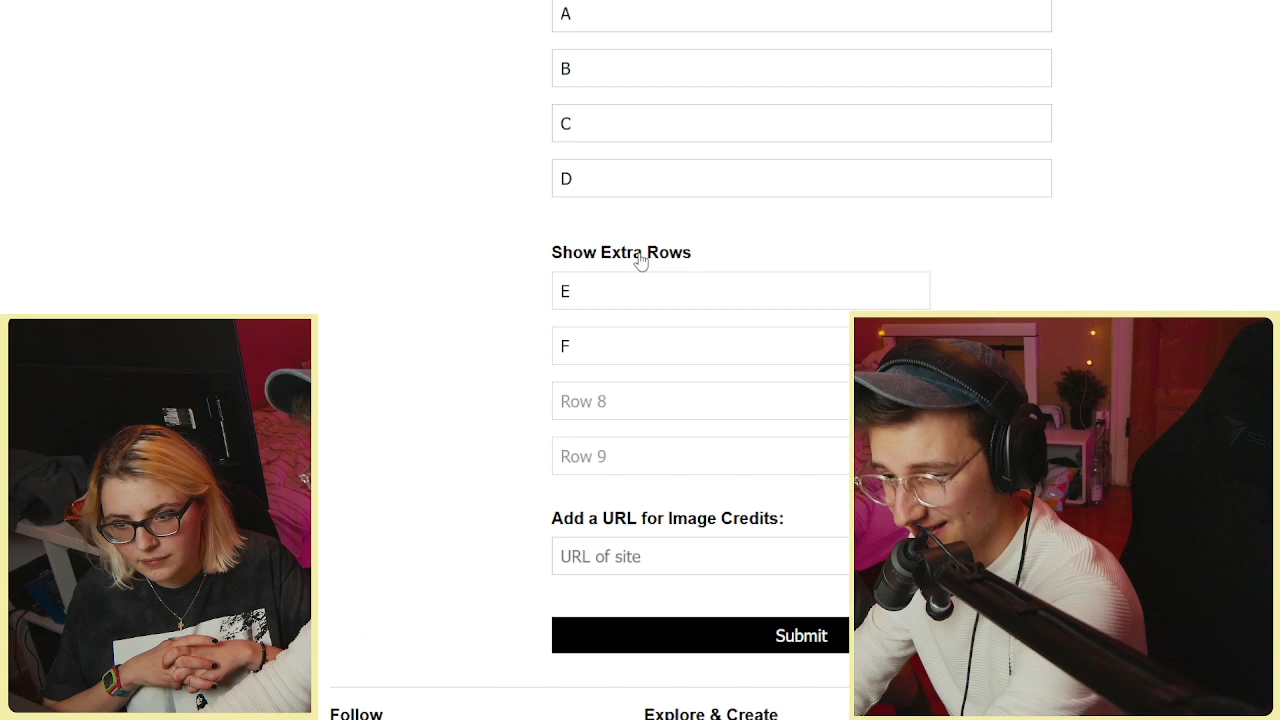 A
B
C
D
Show Extra Rows
E
F
Row 8
Row 9
Add a URL for Image Credits:
URL of site
Submit
Follow
Explore & Create